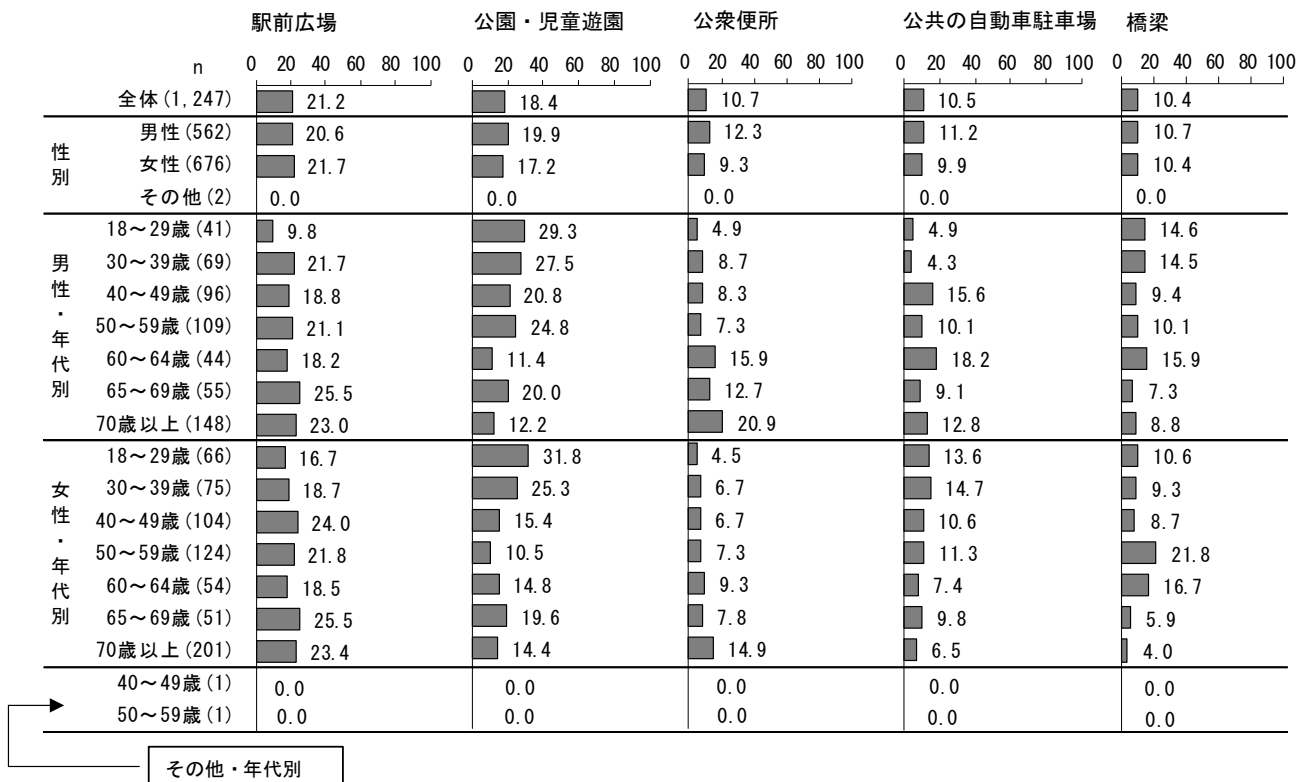 駅前広場 公園・児童遊園 公衆便所 公共の自動車駐車場 橋梁
n 0 20 40 60 80 100 0 20 40 60 80 100 0 20 40 60 80 100 0 20 40 60 80 100 0 20 40 60 80 100
全体(1,247) 21.2 18.4 10.7 10.5 10.4
性別
男性(562) 20.6 19.9 12.3 11.2 10.7
女性(676) 21.7 17.2 9.3 9.9 10.4
その他(2) 0.0 0.0 0.0 0.0 0.0
男性・年代別
18～29歳(41) 9.8 29.3 4.9 4.9 14.6
30～39歳(69) 21.7 27.5 8.7 4.3 14.5
40～49歳(96) 18.8 20.8 8.3 15.6 9.4
50～59歳(109) 21.1 24.8 7.3 10.1 10.1
60～64歳(44) 18.2 11.4 15.9 18.2 15.9
65～69歳(55) 25.5 20.0 12.7 9.1 7.3
70歳以上(148) 23.0 12.2 20.9 12.8 8.8
女性・年代別
18～29歳(66) 16.7 31.8 4.5 13.6 10.6
30～39歳(75) 18.7 25.3 6.7 14.7 9.3
40～49歳(104) 24.0 15.4 6.7 10.6 8.7
50～59歳(124) 21.8 10.5 7.3 11.3 21.8
60～64歳(54) 18.5 14.8 9.3 7.4 16.7
65～69歳(51) 25.5 19.6 7.8 9.8 5.9
70歳以上(201) 23.4 14.4 14.9 6.5 4.0
40～49歳(1) 0.0 0.0 0.0 0.0 0.0
50～59歳(1) 0.0 0.0 0.0 0.0 0.0
その他・年代別